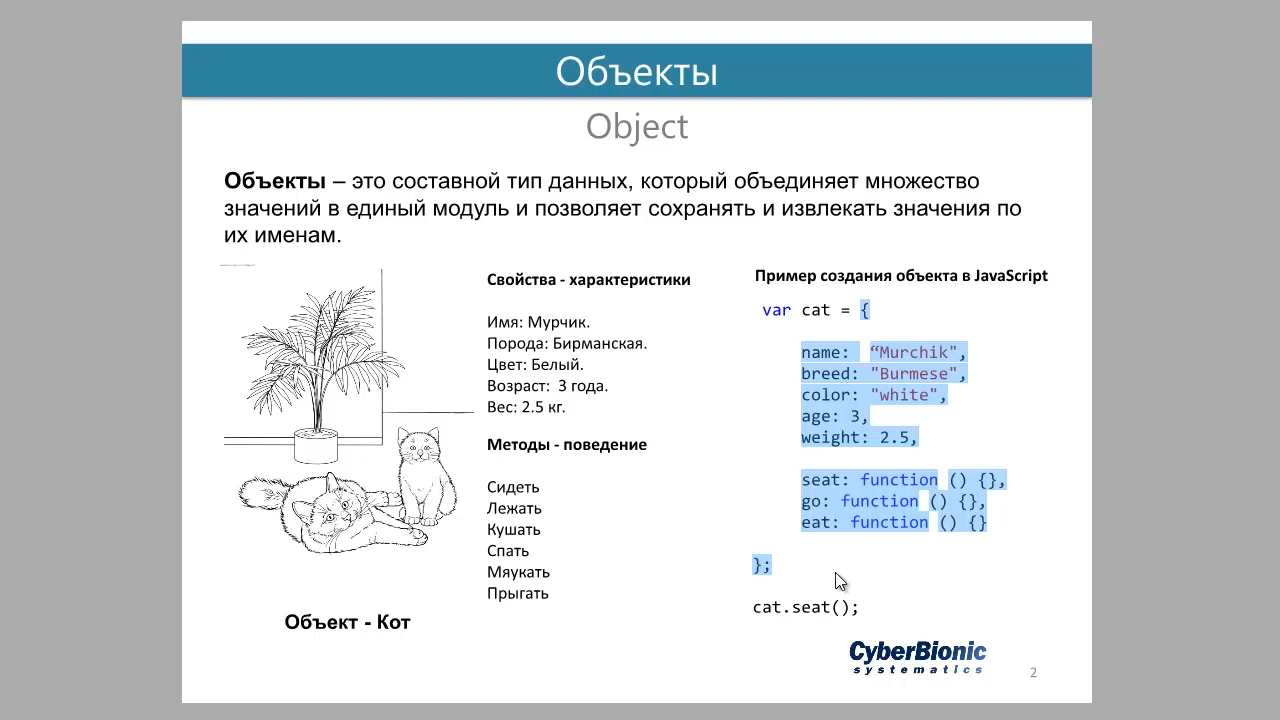 Объекты
Object
Объекты – это составной тип данных, который объединяет множество
значений в единый модуль и позволяет сохранять и извлекать значения по
их именам.
Свойства - характеристики
Имя: Мурчик.
Порода: Бирманская.
Цвет: Белый.
Возраст:  3 года.
Вес: 2.5 кг.
Методы - поведение
Сидеть
Лежать
Кушать
Спать
Мяукать
Прыгать
Объект - Кот
Пример создания объекта в JavaScript
var cat = {
name:  “Murchik",
breed: "Burmese",
color: "white",
age: 3,
weight: 2.5,
seat: function () {},
go: function () {},
eat: function () {}
};
cat.seat();
CyberBionic
systematics
2